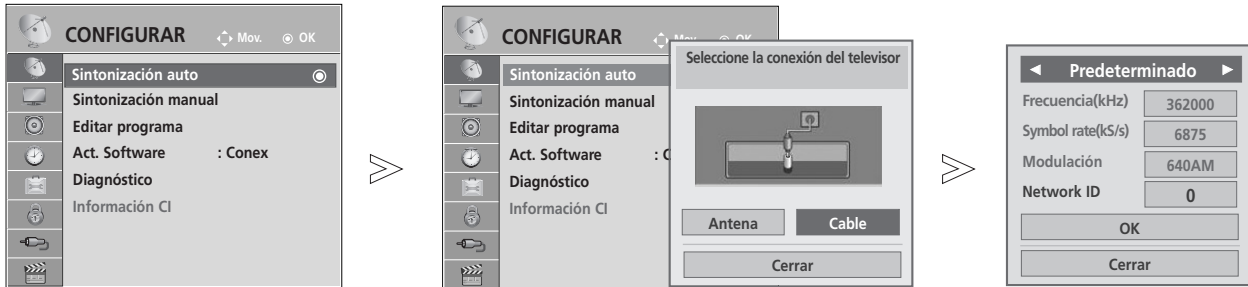 CONFIGURAR Mov. OK
Sintonización auto
Sintonización manual
Editar programa
Act. Software : Conex
Diagnóstico
Información CI
CONFIGURAR Mov. OK
Sintonización auto
Sintonización manual
Editar programa
Act. Software : C
Diagnóstico
Información CI
Seleccione la conexión del televisor
Antena Cable
Cerrar
Predeterminado
Frecuencia(kHz) 362000
Symbol rate(kS/s) 6875
Modulación 640AM
Network ID 0
OK
Cerrar